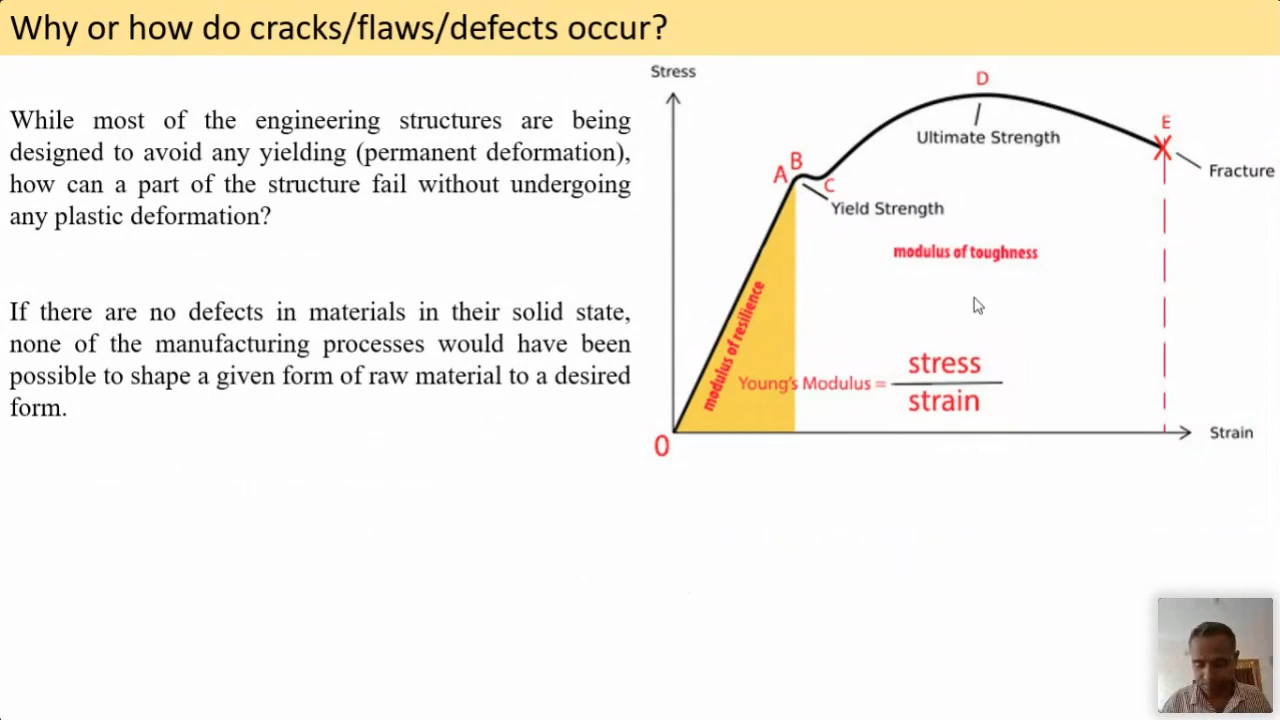 Why or how do cracks/flaws/defects occur?
While most of the engineering structures are being
designed to avoid any yielding (permanent deformation),
how can a part of the structure fail without undergoing
any plastic deformation?
If there are no defects in materials in their solid state,
none of the manufacturing processes would have been
possible to shape a given form of raw material to a desired
form.
Stress
D
Ultimate Strength
E
Fracture
B
A
C
Yield Strength
modulus of toughness
modulus of resilience
stress
Young's Modulus =
strain
O
Strain